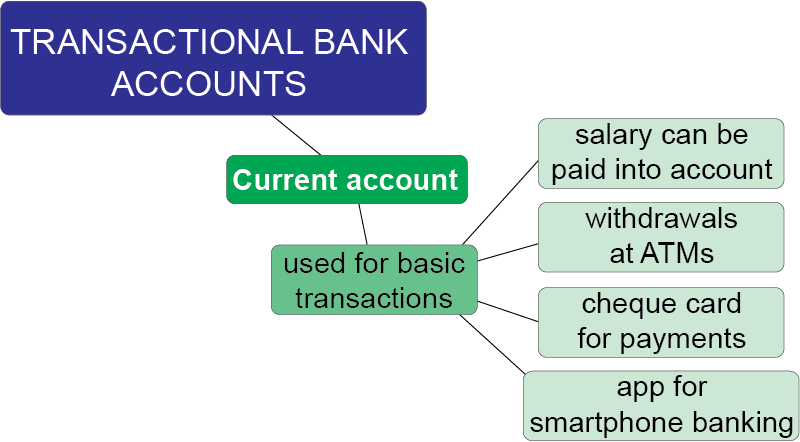 TRANSACTIONAL BANK
ACCOUNTS
Current account
used for basic
transactions
salary can be
paid into account
withdrawals
at ATMs
cheque card
for payments
app for
smartphone banking